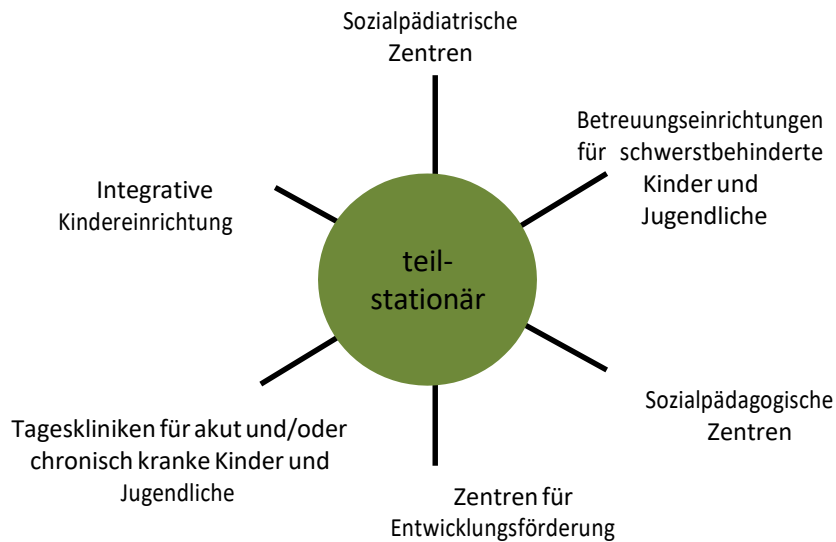 Sozialpädiatrische
Zentren
Betreuungseinrichtungen
für schwerstbehinderte
Kinder und
Jugendliche
Integrative
Kindereinrichtung
teil-
stationär
Sozialpädagogische
Zentren
Tageskliniken für akut und/oder
chronisch kranke Kinder und
Jugendliche
Zentren für
Entwicklungsförderung